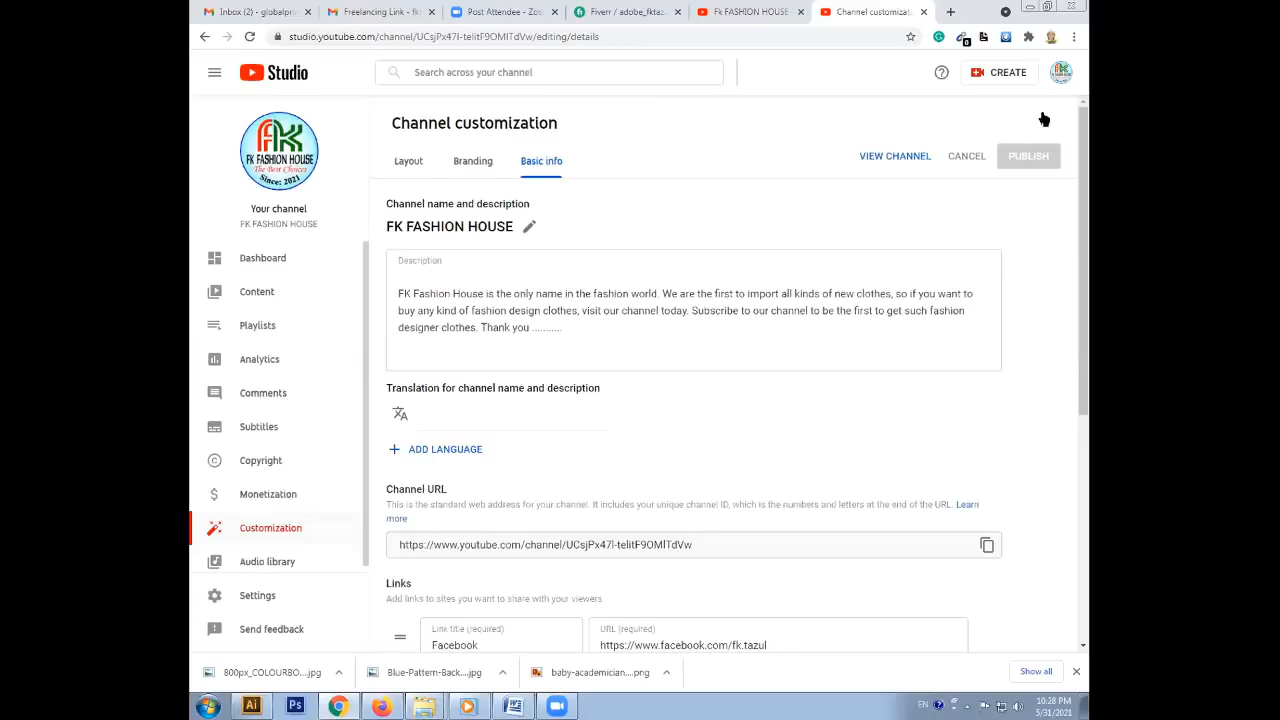 Inbox (2) - globalpri
Freelancing Link - fk
Post Attendee - Zoo
Fiverr / adobe_fktaz
FK FASHION HOUSE
Channel customiza
studio.youtube.com/channel/UCsjPx47l-telitF9OMlTdVw/editing/details
0
Studio
Search across your channel
CREATE
Channel customization
Layout
Branding
Basic info
VIEW CHANNEL
CANCEL
PUBLISH
FK
FK FASHION HOUSE
The Best Choices
Since: 2021
Your channel
FK FASHION HOUSE
Dashboard
Content
Playlists
Analytics
Comments
Subtitles
Copyright
Monetization
Customization
Audio library
Settings
Send feedback
Channel name and description
FK FASHION HOUSE
Description
FK Fashion House is the only name in the fashion world. We are the first to import all kinds of new clothes, so if you want to
buy any kind of fashion design clothes, visit our channel today. Subscribe to our channel to be the first to get such fashion
designer clothes. Thank you ...........
Translation for channel name and description
ADD LANGUAGE
Channel URL
This is the standard web address for your channel. It includes your unique channel ID, which is the numbers and letters at the end of the URL. Learn
more
https://www.youtube.com/channel/UCsjPx47l-telitF9OMlTdVw
Links
Add links to sites you want to share with your viewers
Link title (required)
Facebook
URL (required)
https://www.facebook.com/fk.tazul
800px_COLOURBO....jpg
Blue-Pattern-Back....jpg
baby-academician....png
Show all
Ai
Ps
EN
10:28 PM
5/31/2021